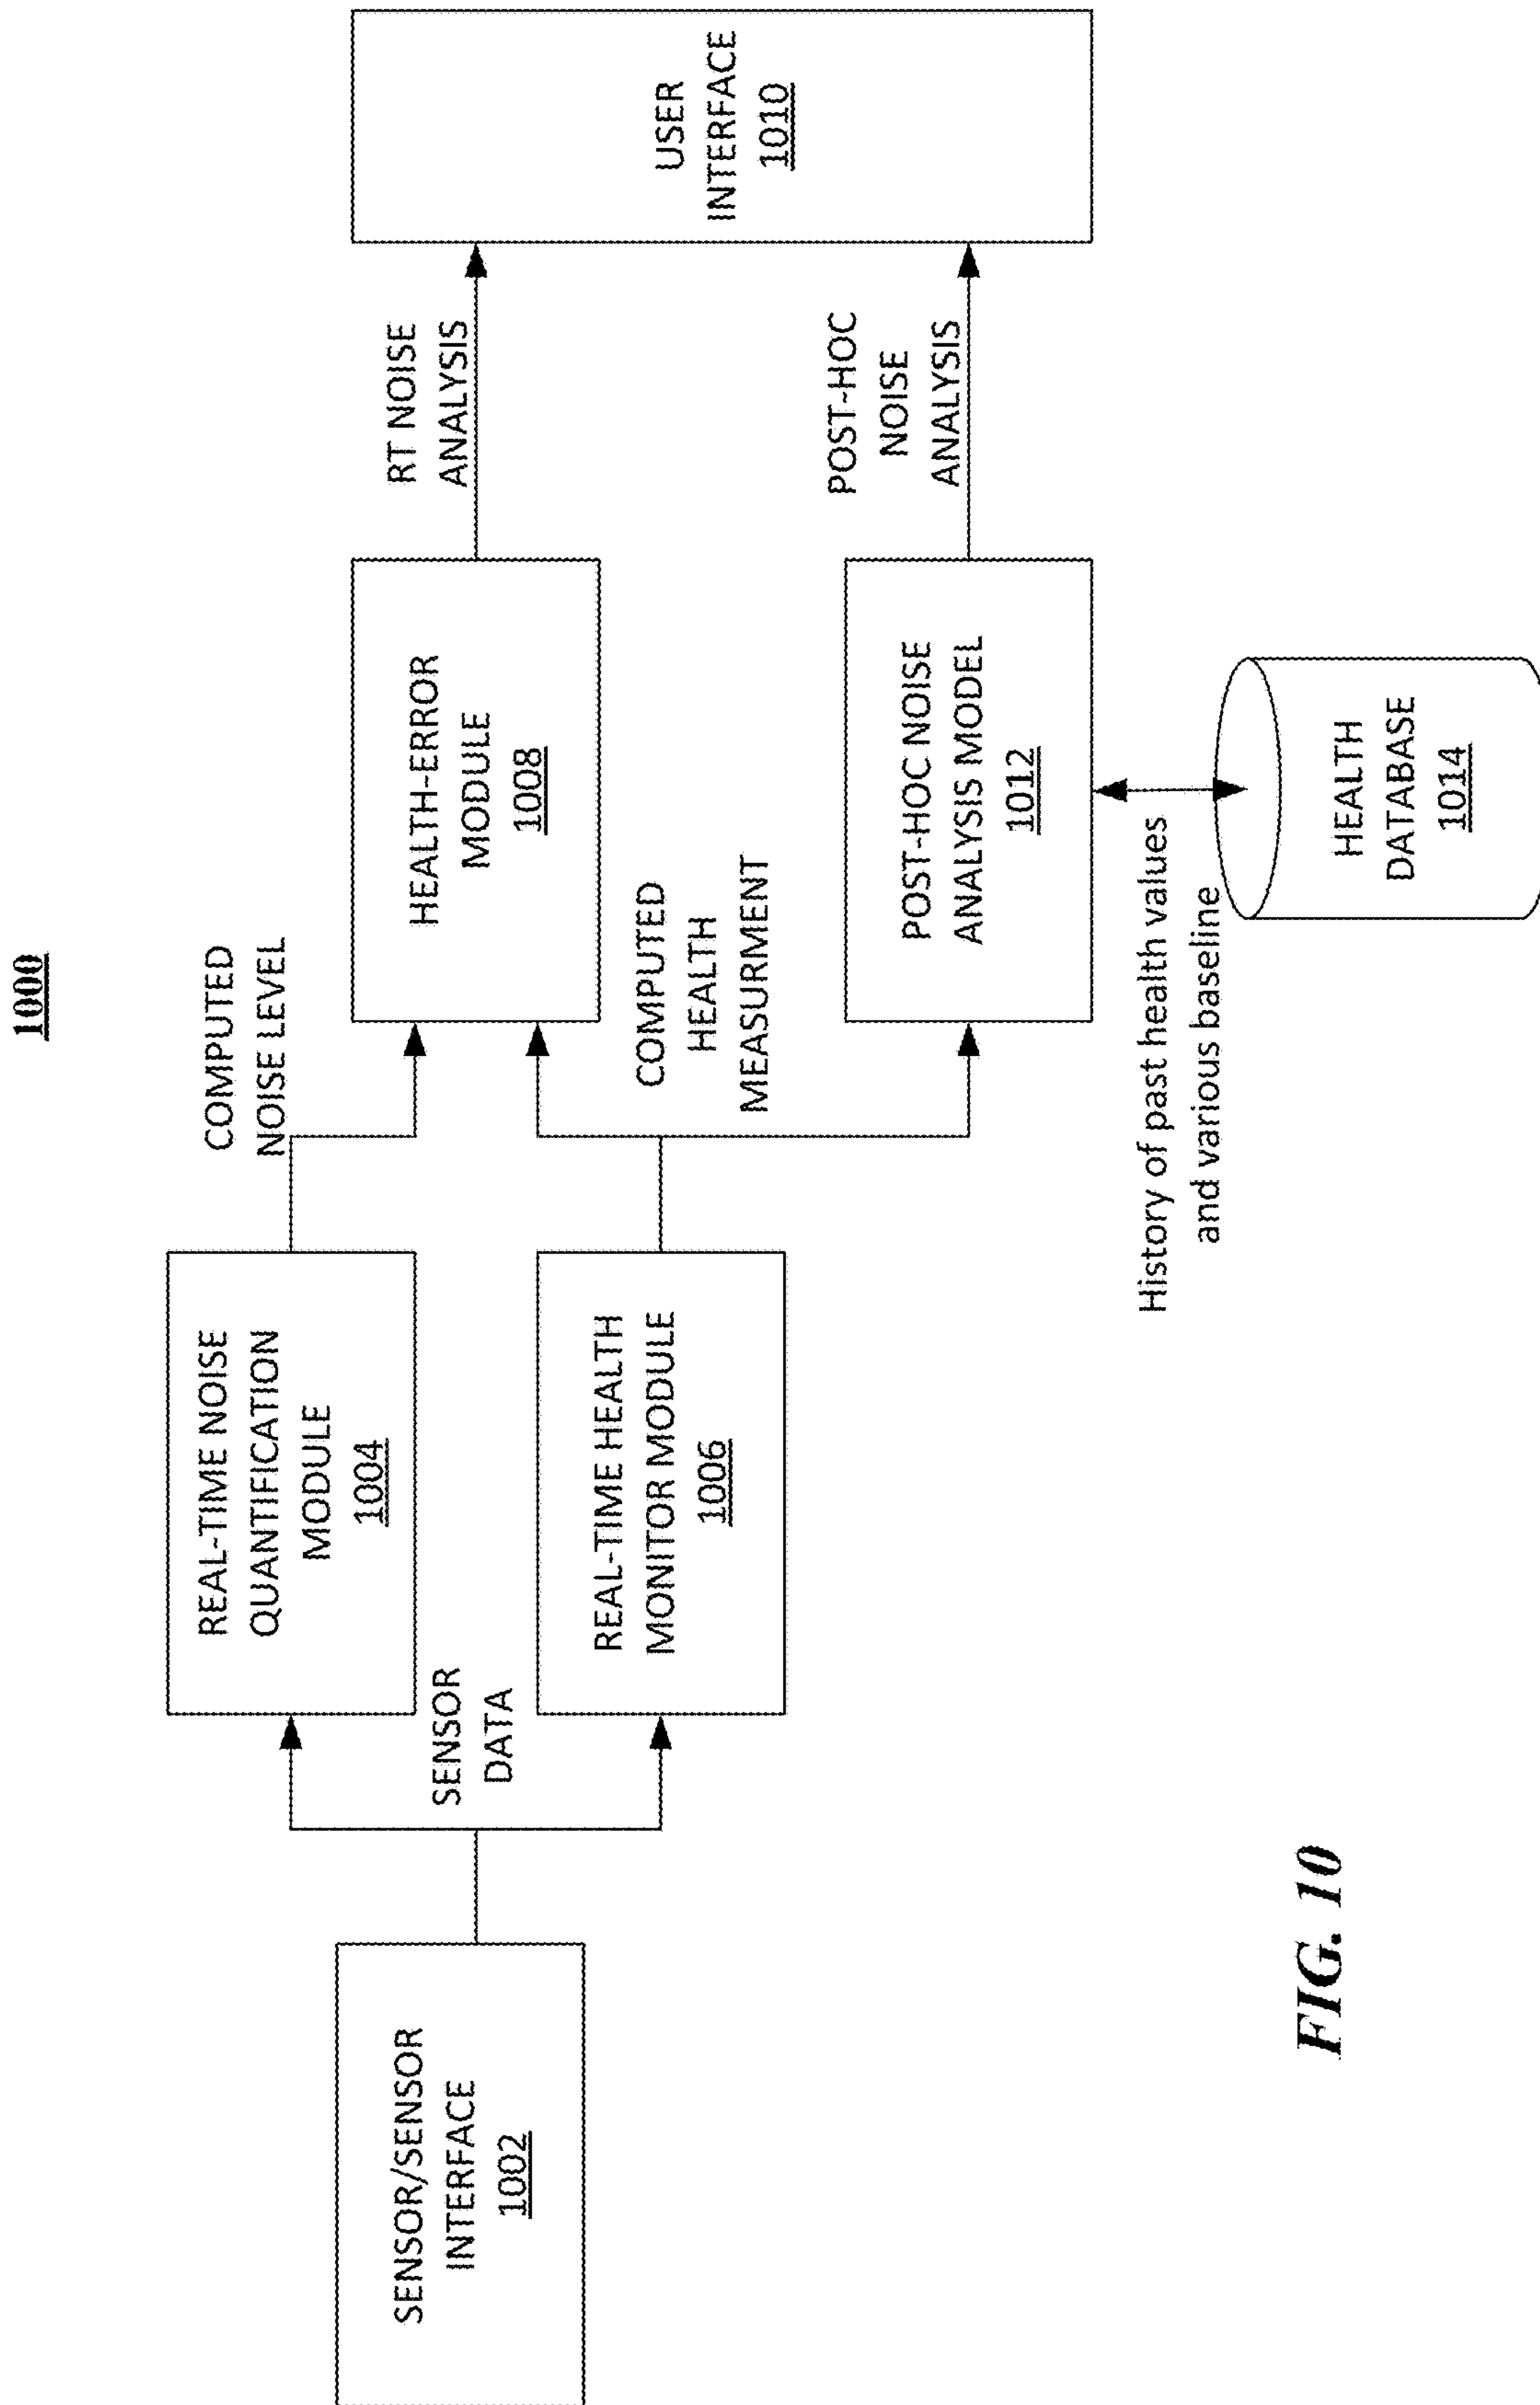 1000
SENSOR/SENSOR
INTERFACE
1002
SENSOR
DATA
REAL-TIME NOISE
QUANTIFICATION
MODULE
1004
REAL-TIME HEALTH
MONITOR MODULE
1006
COMPUTED
NOISE LEVEL
COMPUTED
HEALTH
MEASURMENT
HEALTH-ERROR
MODULE
1008
POST-HOC NOISE
ANALYSIS MODEL
1012
History of past health values
and various baseline
HEALTH
DATABASE
1014
RT NOISE
ANALYSIS
POST-HOC
NOISE
ANALYSIS
USER
INTERFACE
1010
FIG. 10